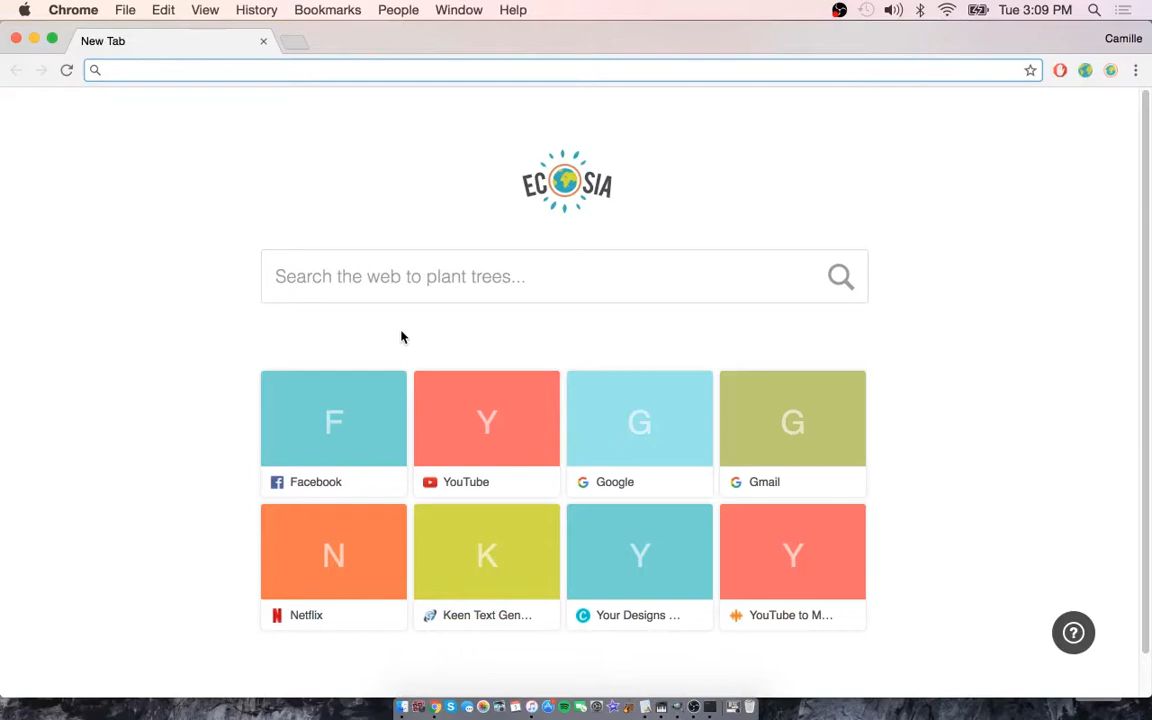 Chrome File Edit View History Bookmarks People Window Help Tue 3:09 PM
New Tab Camille
ECOSIA
Search the web to plant trees...
F Y G G
Facebook YouTube Google Gmail
N K Y Y
Netflix Keen Text Gen... Your Designs ... YouTube to M...
?